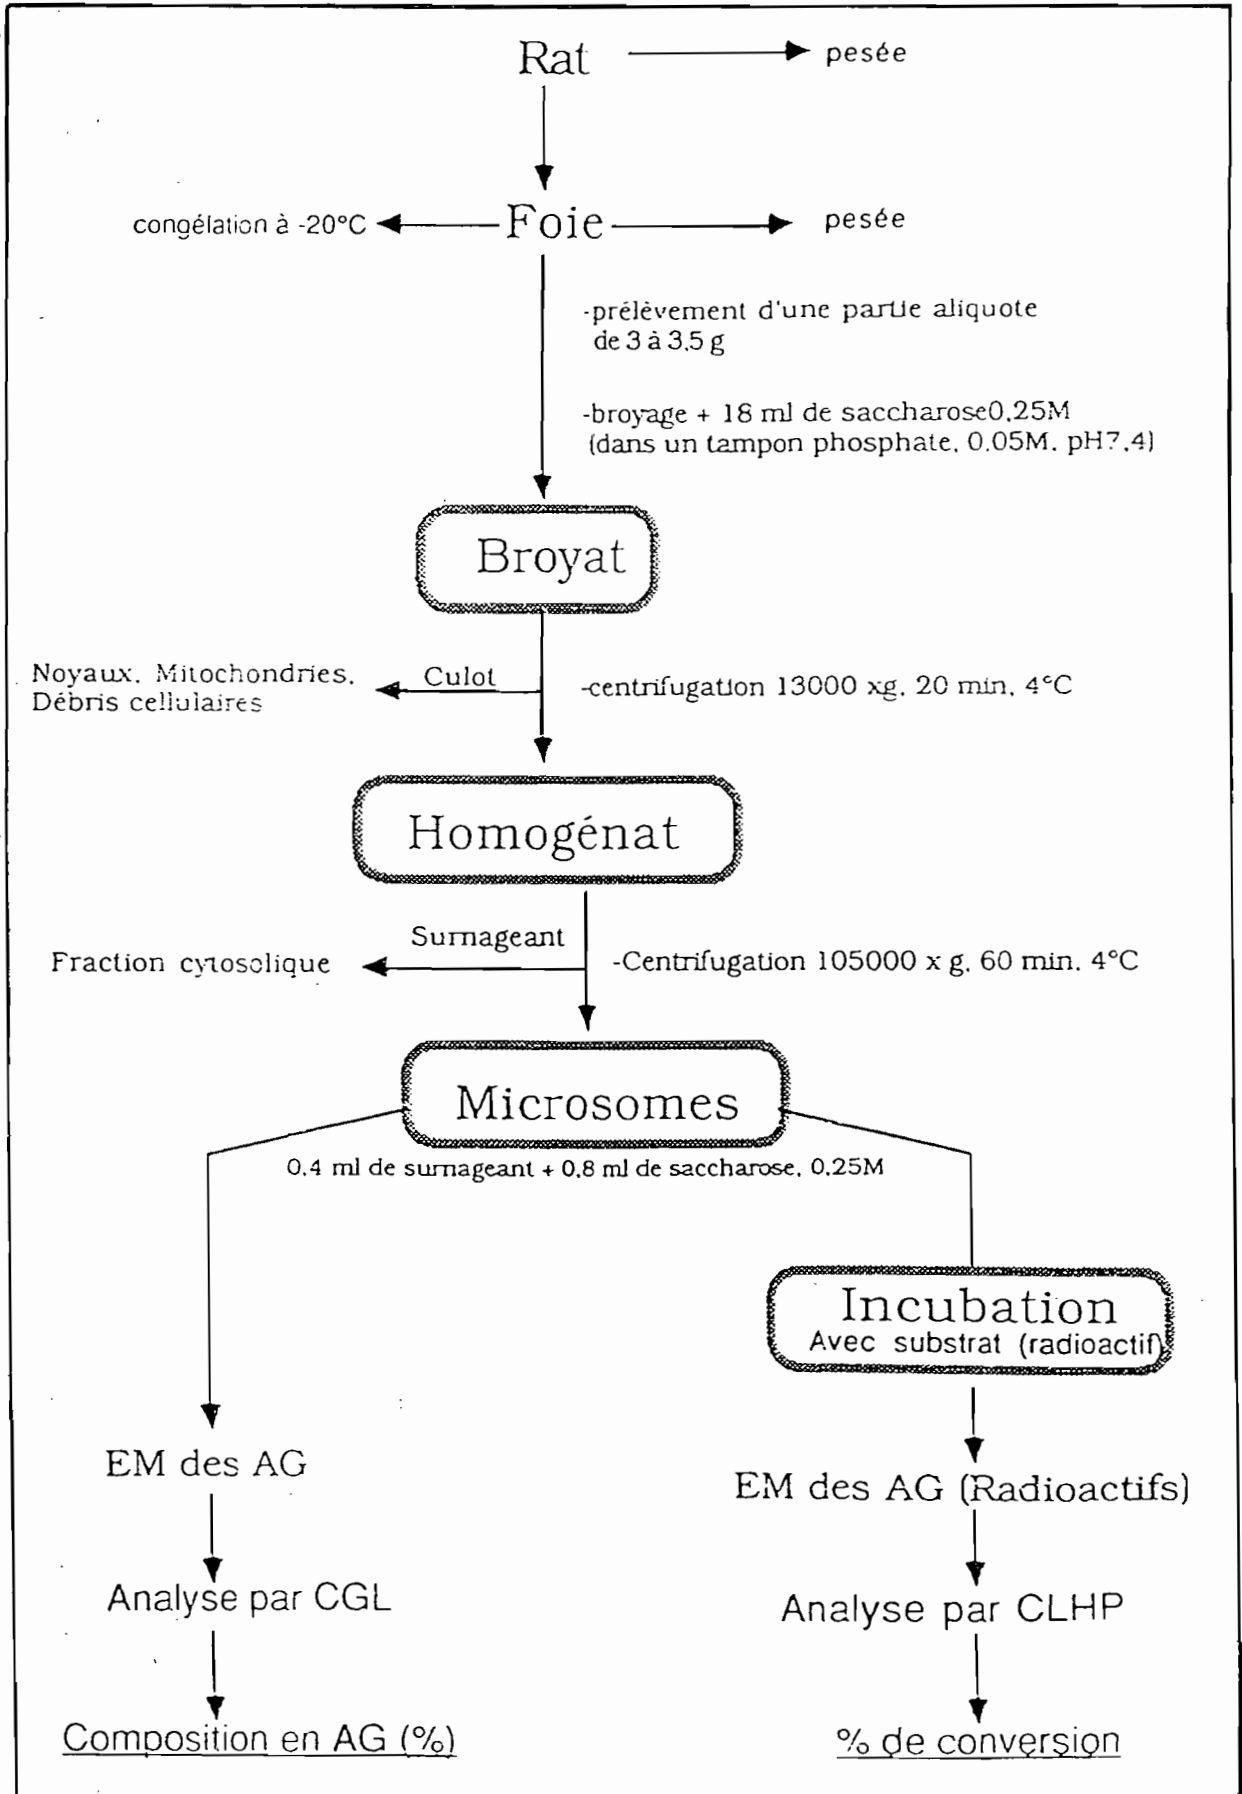 Rat
pesée
congélation à -20°C
Foie
pesée
-prélèvement d'une partie aliquote
de 3 à 3,5 g
-broyage + 18 ml de saccharose0,25M
(dans un tampon phosphate, 0.05M, pH7,4)
Broyat
Noyaux, Mitochondries,
Débris cellulaires
Culot
-centrifugation 13000 xg, 20 min, 4°C
Homogénat
Surnageant
Fraction cytosolique
-Centrifugation 105000 x g, 60 min, 4°C
Microsomes
0,4 ml de surnageant + 0,8 ml de saccharose, 0,25M
Incubation
Avec substrat (radioactif)
EM des AG
EM des AG (Radioactifs)
Analyse par CGL
Analyse par CLHP
Composition en AG (%)
% de conversion